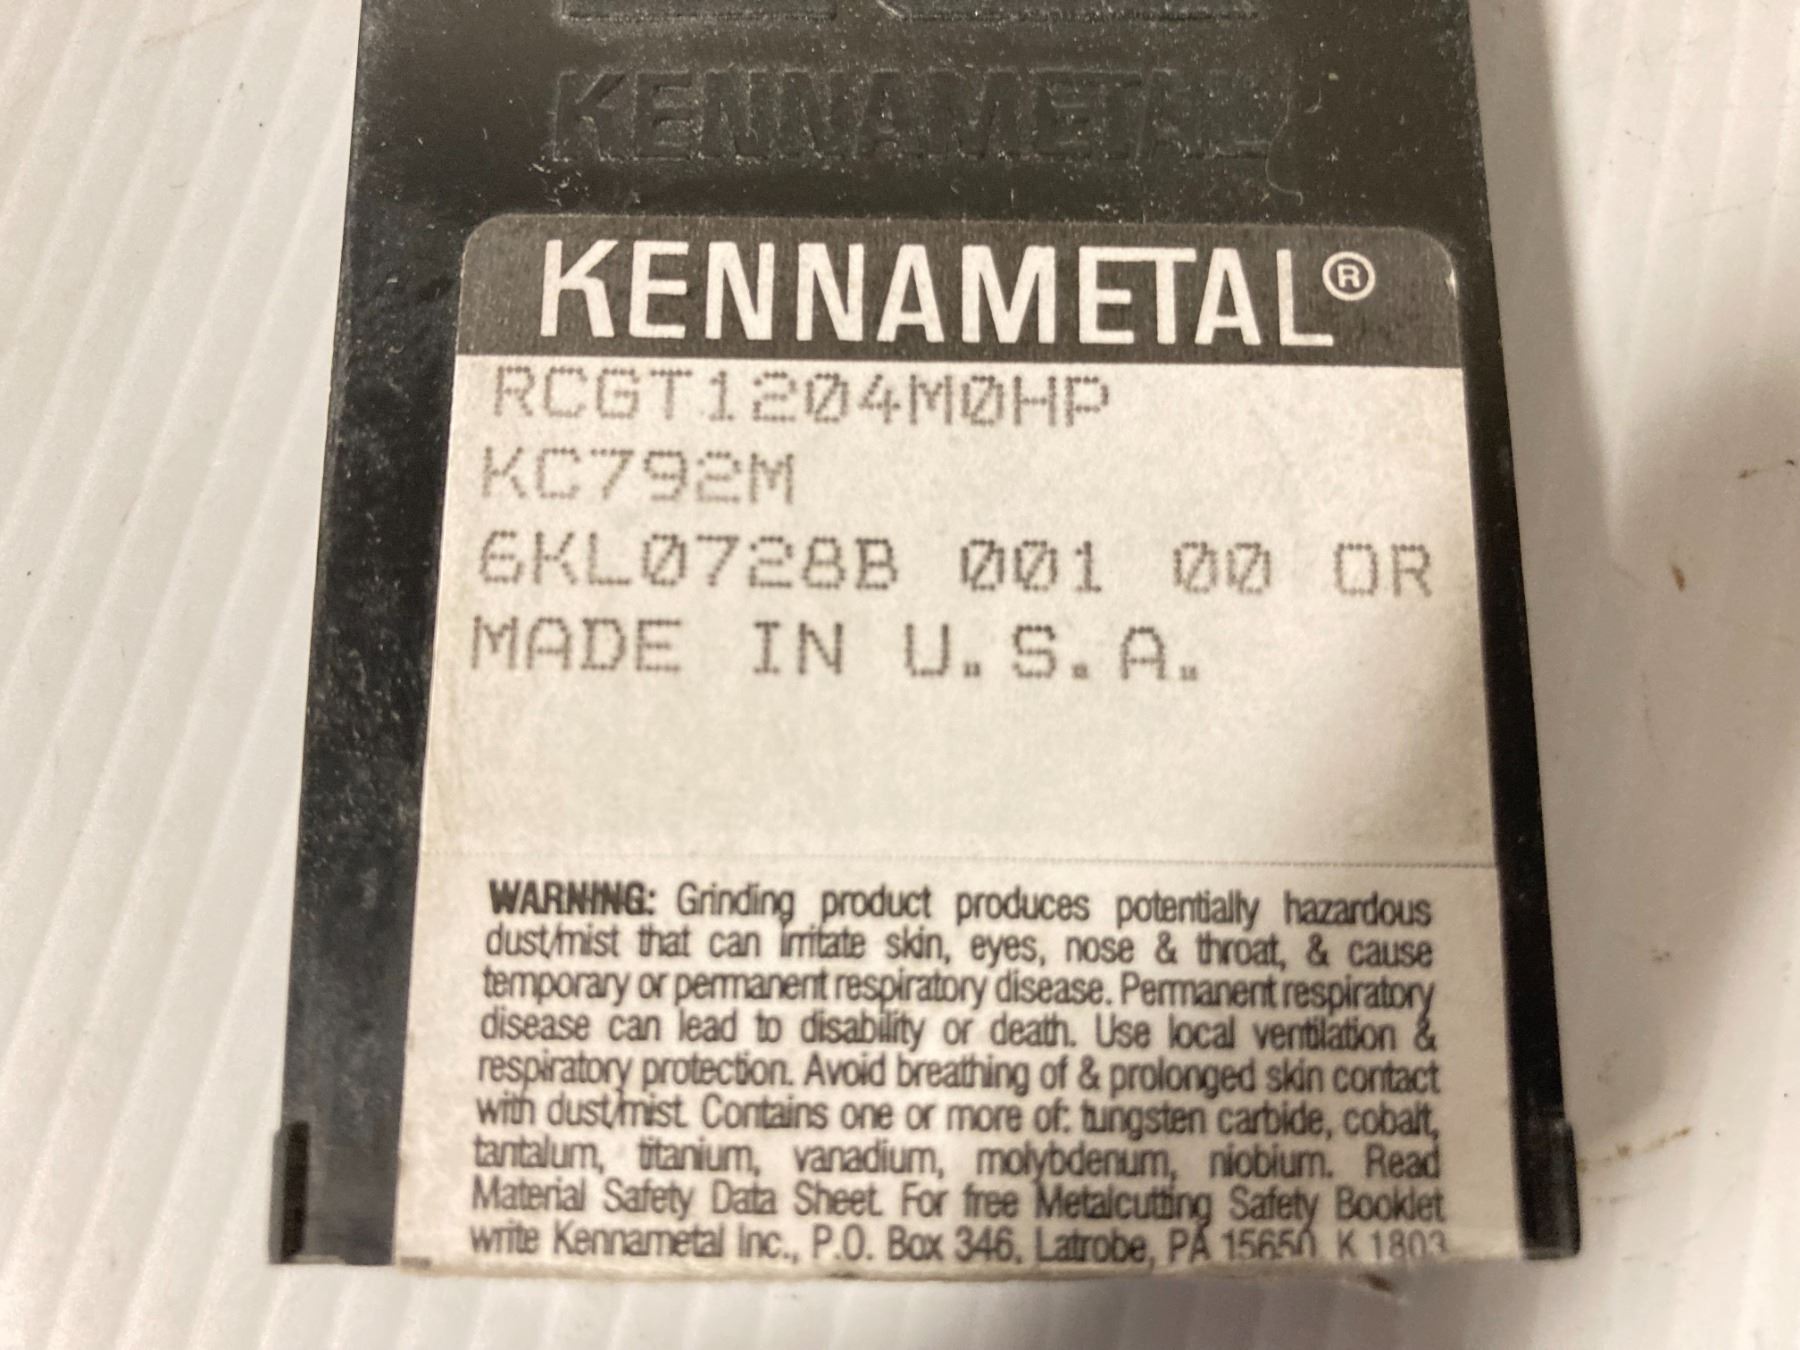 KENNAMETAL
KENNAMETAL®
RCGT1204M0HP
KC792M
6KL0728B 001 00 OR
MADE IN U.S.A.
WARNING: Grinding product produces potentially hazardous
dust/mist that can irritate skin, eyes, nose & throat, & cause
temporary or permanent respiratory disease. Permanent respiratory
disease can lead to disability or death. Use local ventilation &
respiratory protection. Avoid breathing of & prolonged skin contact
with dust/mist. Contains one or more of: tungsten carbide, cobalt,
tantalum, titanium, vanadium, molybdenum, niobium. Read
Material Safety Data Sheet. For free Metalcutting Safety Booklet
write Kennametal Inc., P.O. Box 346, Latrobe, PA 15650 K 1803